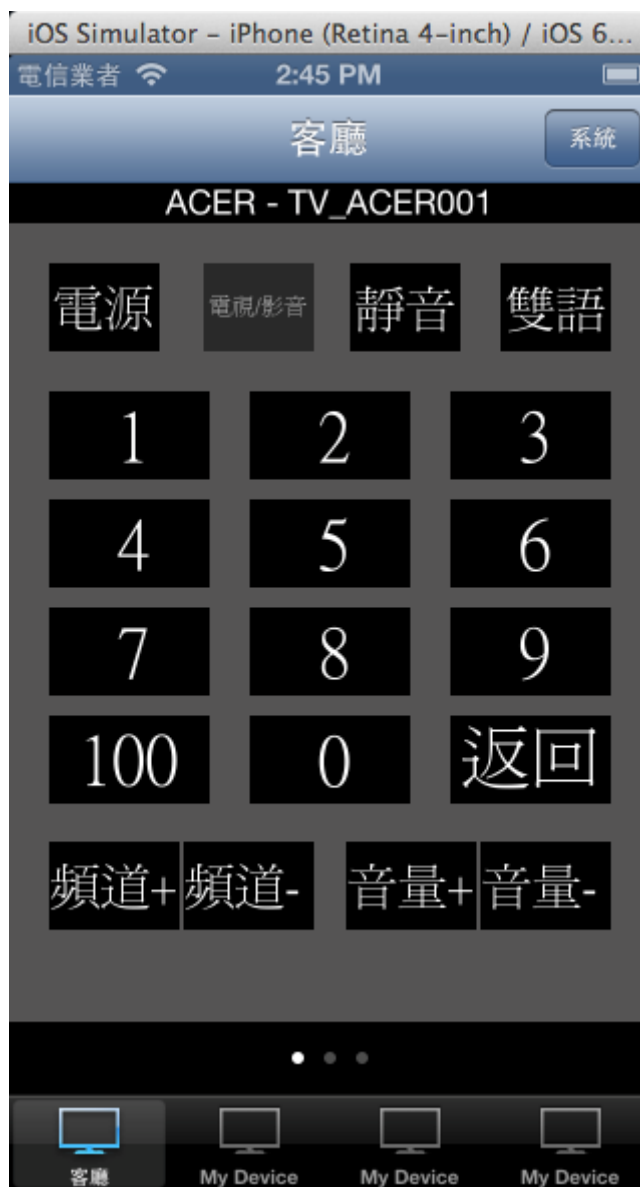 iOS Simulator – iPhone (Retina 4-inch) / iOS 6...
電信業者 2:45 PM
客廳 系統
ACER - TV_ACER001
電源 電視/影音 靜音 雙語
1 2 3
4 5 6
7 8 9
100 0 返回
頻道+ 頻道- 音量+ 音量-
客廳 My Device My Device My Device